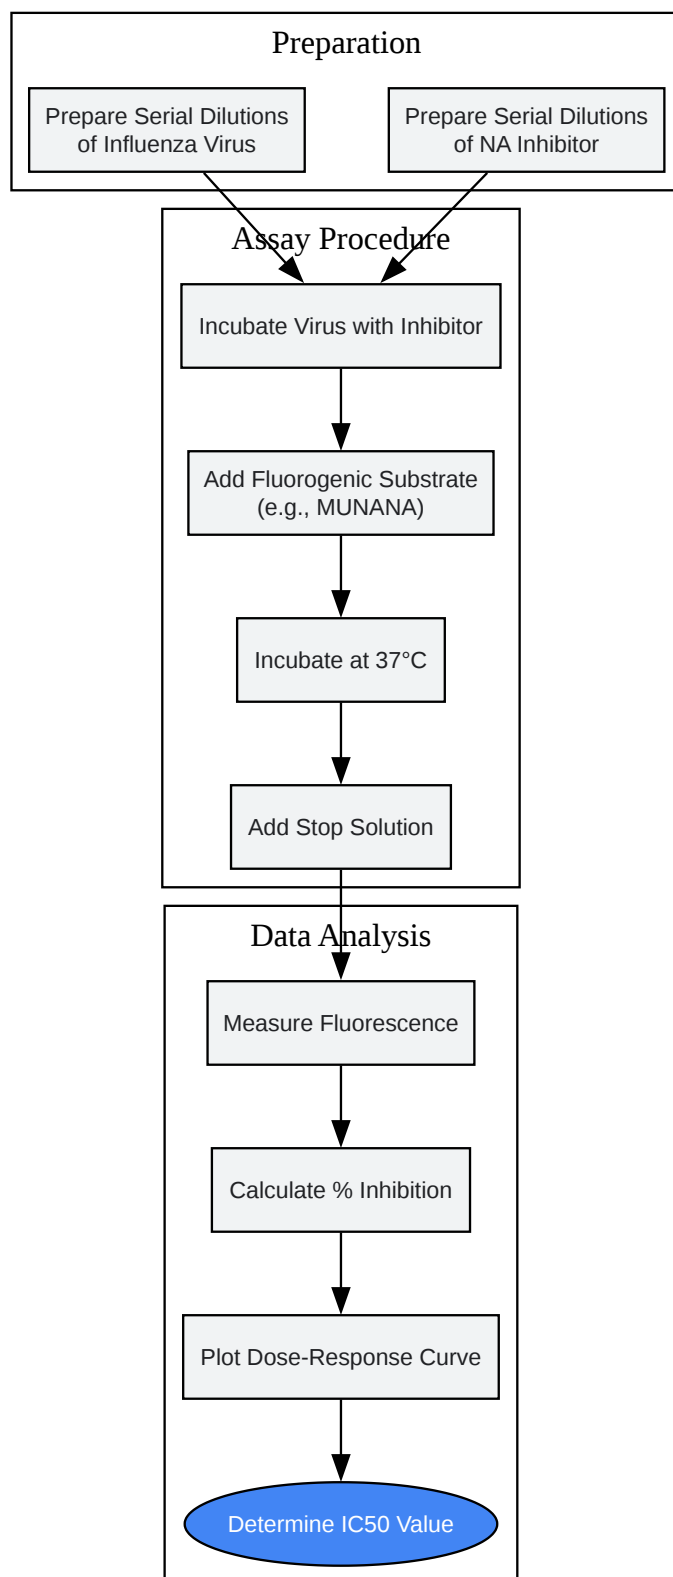 Preparation
Prepare Serial Dilutions
of Influenza Virus
Prepare Serial Dilutions
of NA Inhibitor
Assay Procedure
Incubate Virus with Inhibitor
Add Fluorogenic Substrate
(e.g., MUNANA)
Incubate at 37°C
Add Stop Solution
Data Analysis
Measure Fluorescence
Calculate % Inhibition
Plot Dose-Response Curve
Determine IC50 Value